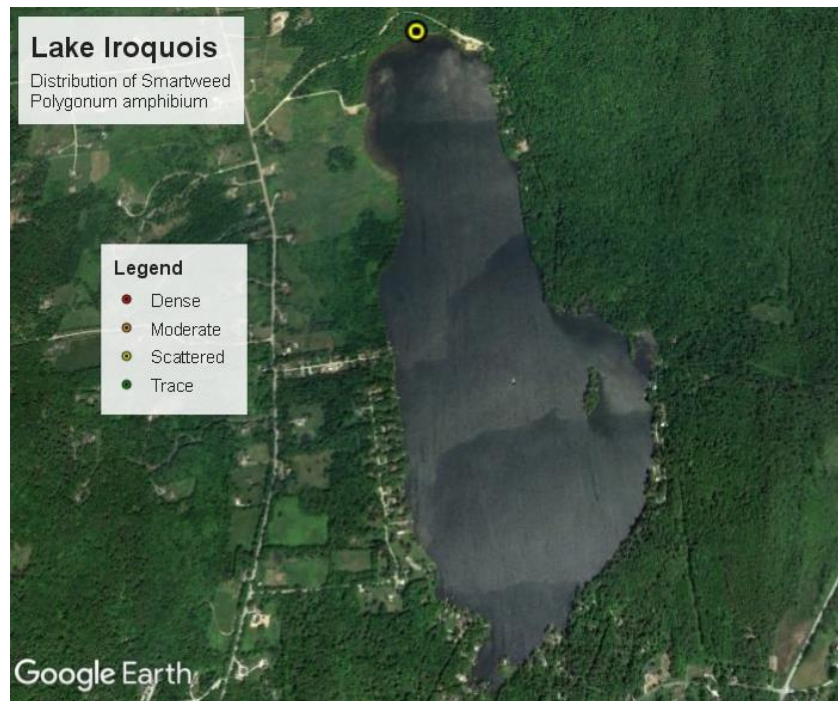 Lake Iroquois
Distribution of Smartweed
Polygonum amphibium
Legend
Dense
Moderate
Scattered
Trace
Google Earth